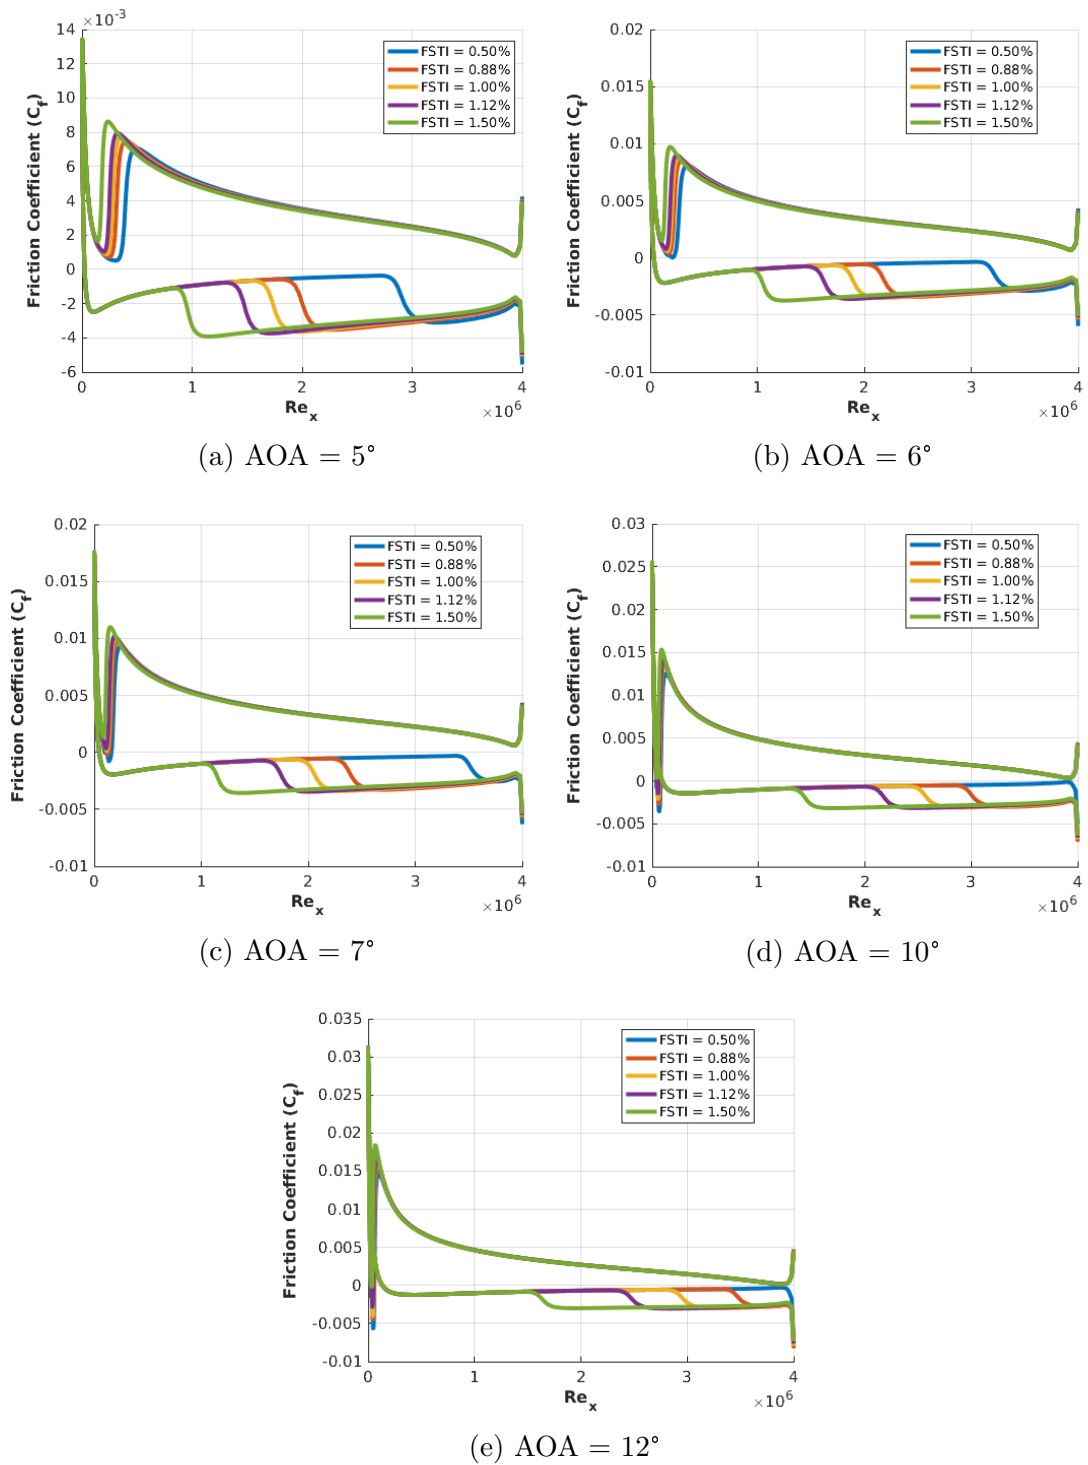 ×10⁻³
14
12
10
8
6
4
2
0
-2
-4
-6
Friction Coefficient (C_f)
FSTI = 0.50%
FSTI = 0.88%
FSTI = 1.00%
FSTI = 1.12%
FSTI = 1.50%
0 1 2 3 4
Re_x
×10⁶
(a) AOA = 5°
0.02
0.015
0.01
0.005
0
-0.005
-0.01
Friction Coefficient (C_f)
FSTI = 0.50%
FSTI = 0.88%
FSTI = 1.00%
FSTI = 1.12%
FSTI = 1.50%
0 1 2 3 4
Re_x
×10⁶
(b) AOA = 6°
0.02
0.015
0.01
0.005
0
-0.005
-0.01
Friction Coefficient (C_f)
FSTI = 0.50%
FSTI = 0.88%
FSTI = 1.00%
FSTI = 1.12%
FSTI = 1.50%
0 1 2 3 4
Re_x
×10⁶
(c) AOA = 7°
0.03
0.025
0.02
0.015
0.01
0.005
0
-0.005
-0.01
Friction Coefficient (C_f)
FSTI = 0.50%
FSTI = 0.88%
FSTI = 1.00%
FSTI = 1.12%
FSTI = 1.50%
0 1 2 3 4
Re_x
×10⁶
(d) AOA = 10°
0.035
0.03
0.025
0.02
0.015
0.01
0.005
0
-0.005
-0.01
Friction Coefficient (C_f)
FSTI = 0.50%
FSTI = 0.88%
FSTI = 1.00%
FSTI = 1.12%
FSTI = 1.50%
0 1 2 3 4
Re_x
×10⁶
(e) AOA = 12°